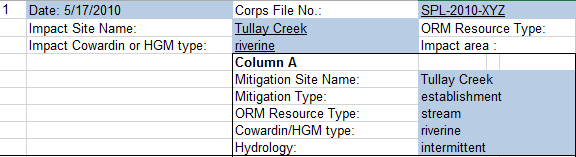 1 Date: 5/17/2010 Corps File No.: SPL-2010-XYZ
Impact Site Name: Tullay Creek ORM Resource Type:
Impact Cowardin or HGM type: riverine Impact area :
Column A
Mitigation Site Name: Tullay Creek
Mitigation Type: establishment
ORM Resource Type: stream
Cowardin/HGM type: riverine
Hydrology: intermittent